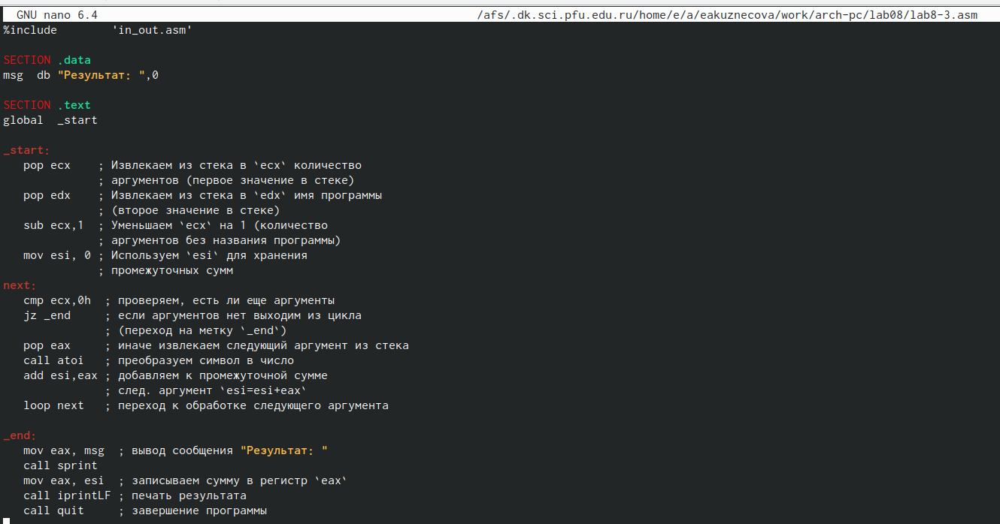 GNU nano 6.4 /afs/.dk.sci.pfu.edu.ru/home/e/a/eakuznecova/work/arch-pc/lab08/lab8-3.asm
%include 'in_out.asm'
SECTION .data
msg db "Результат: ",0
SECTION .text
global _start
_start:
pop ecx ; Извлекаем из стека в `ecx` количество
; аргументов (первое значение в стеке)
pop edx ; Извлекаем из стека в `edx` имя программы
; (второе значение в стеке)
sub ecx,1 ; Уменьшаем `ecx` на 1 (количество
; аргументов без названия программы)
mov esi, 0 ; Используем `esi` для хранения
; промежуточных сумм
next:
cmp ecx,0h ; проверяем, есть ли еще аргументы
jz _end ; если аргументов нет выходим из цикла
; (переход на метку `_end`)
pop eax ; иначе извлекаем следующий аргумент из стека
call atoi ; преобразуем символ в число
add esi,eax ; добавляем к промежуточной сумме
; след. аргумент `esi=esi+eax`
loop next ; переход к обработке следующего аргумента
_end:
mov eax, msg ; вывод сообщения "Результат: "
call sprint
mov eax, esi ; записываем сумму в регистр `eax`
call iprintLF ; печать результата
call quit ; завершение программы